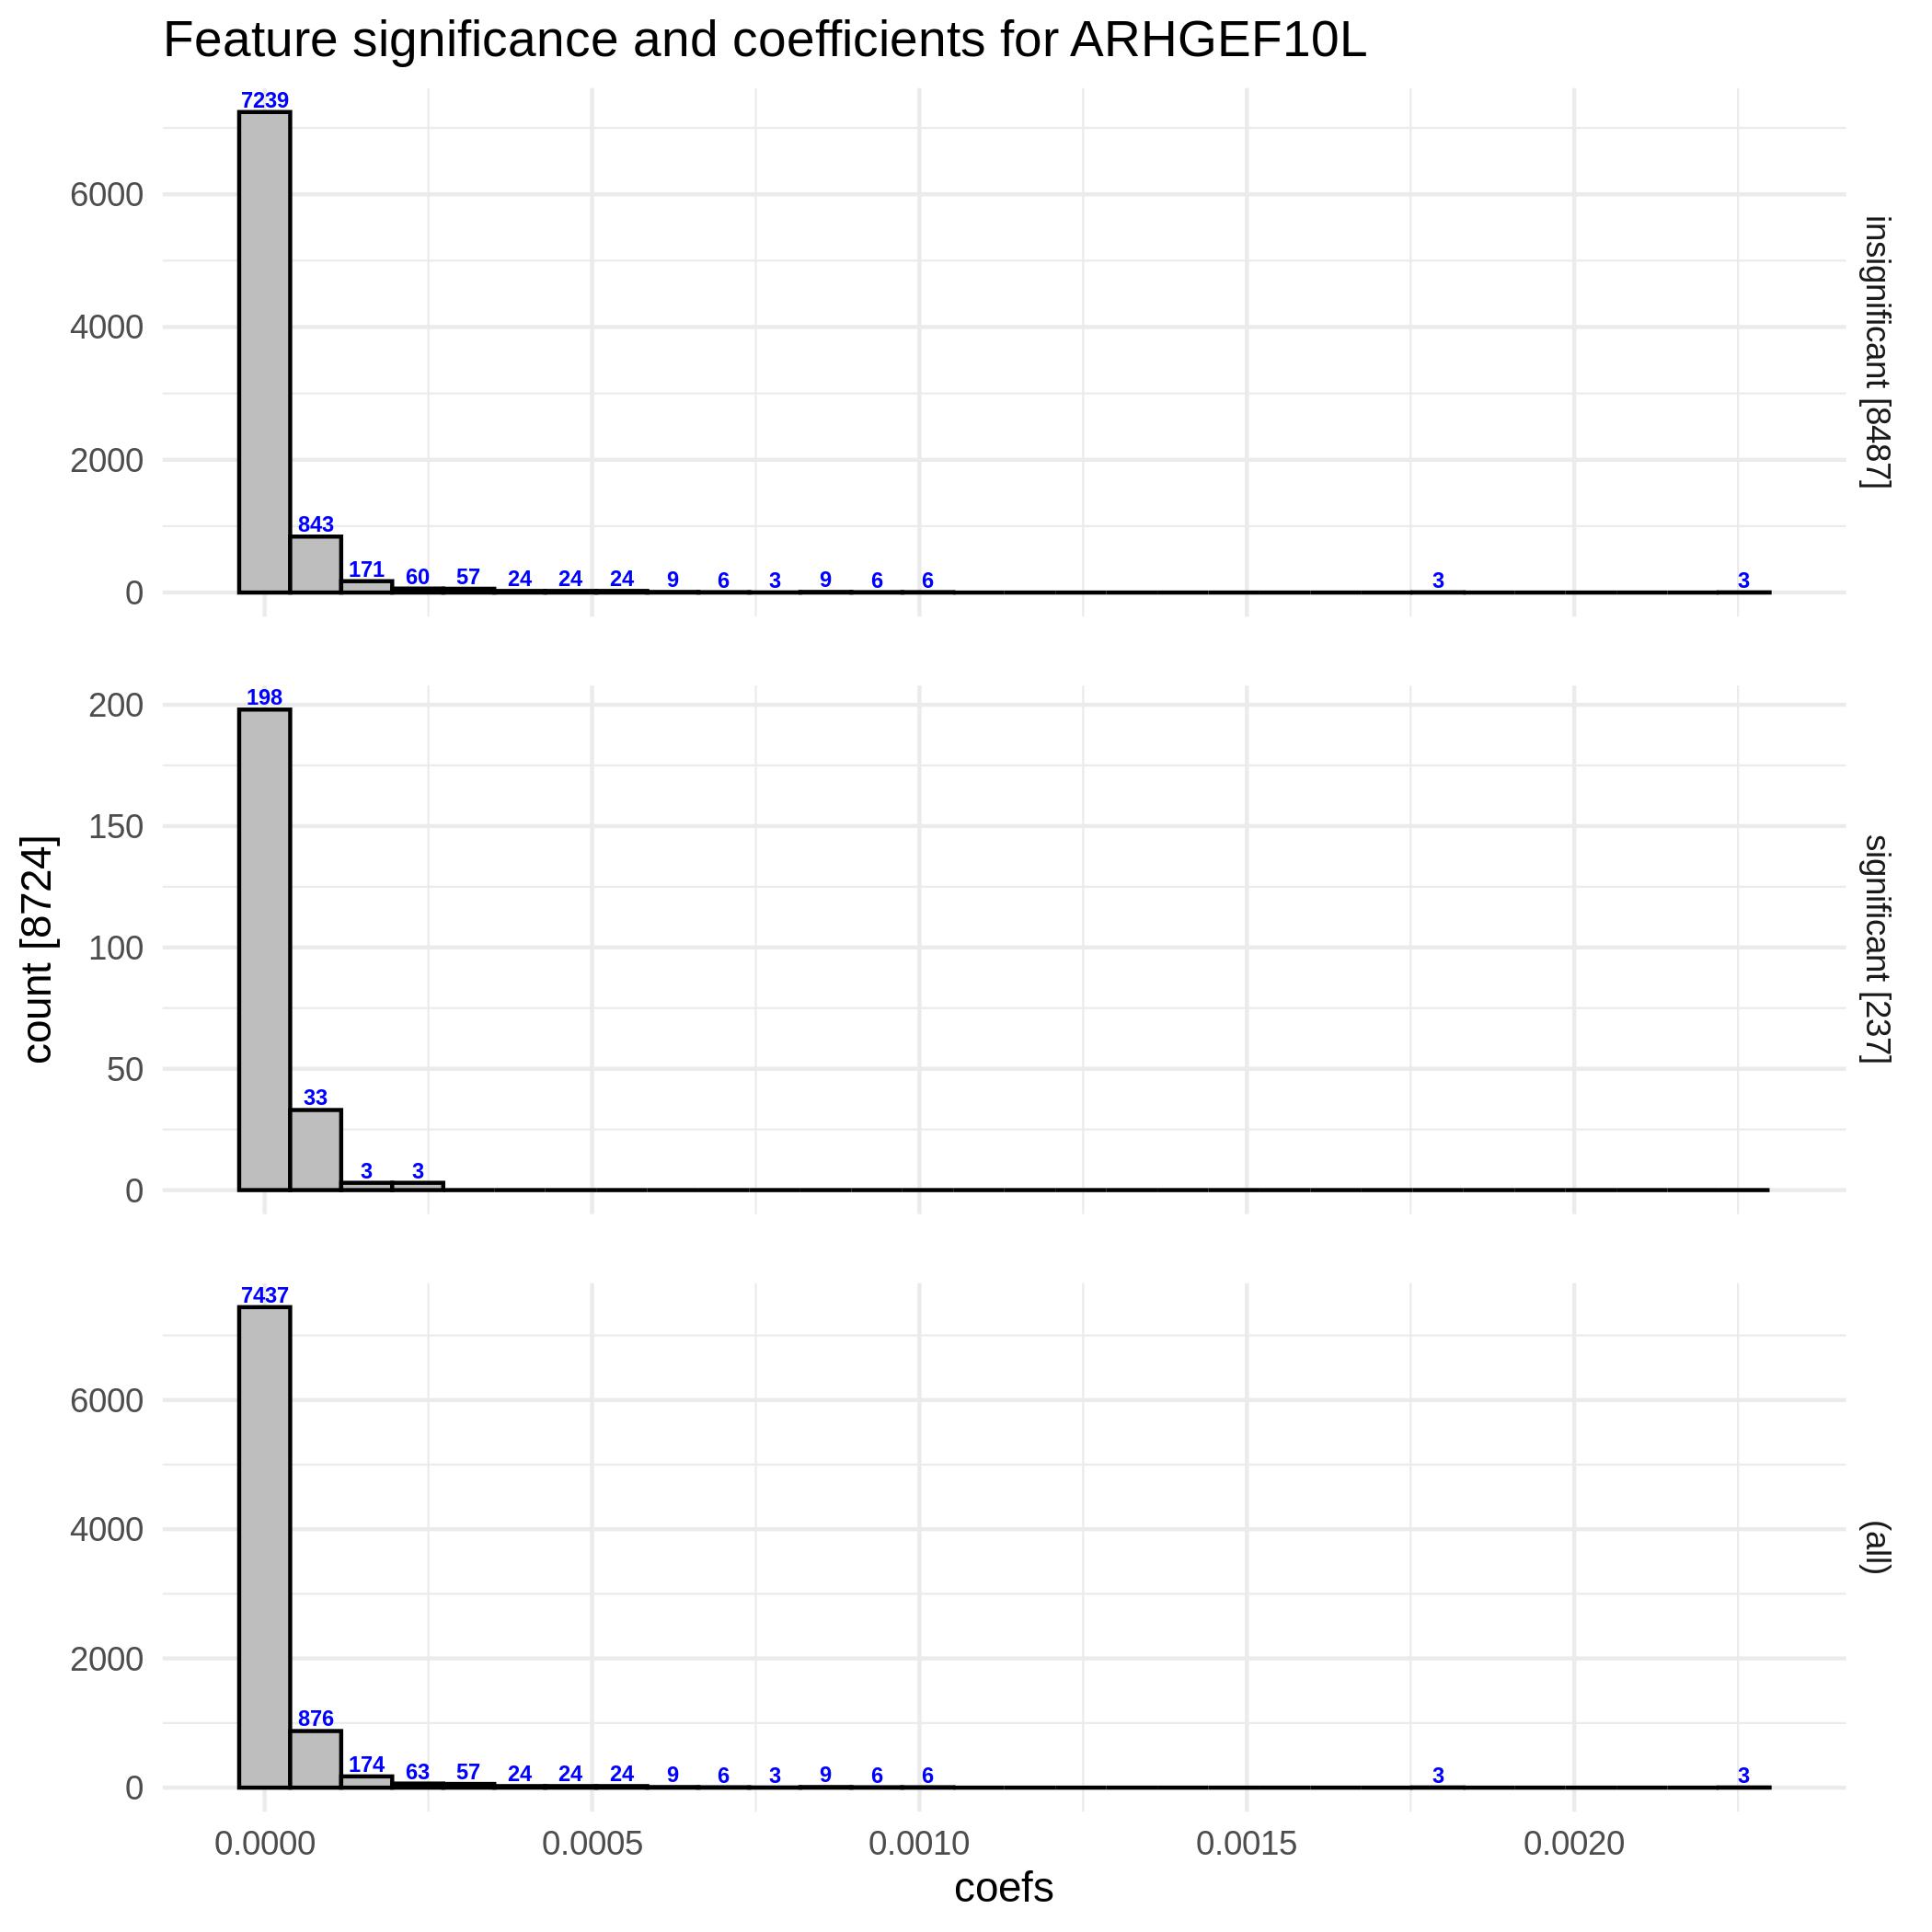 Feature significance and coefficients for ARHGEF10L
7239
6000
4000
2000
843
171 60 57 24 24 24 9 6 3 9 6 6 3 3
0
insignificant [8487]
198
200
150
100
50
33
3 3
0
significant [237]
count [8724]
7437
6000
4000
2000
876
174 63 57 24 24 24 9 6 3 9 6 6 3 3
0
(all)
0.0000 0.0005 0.0010 0.0015 0.0020
coefs